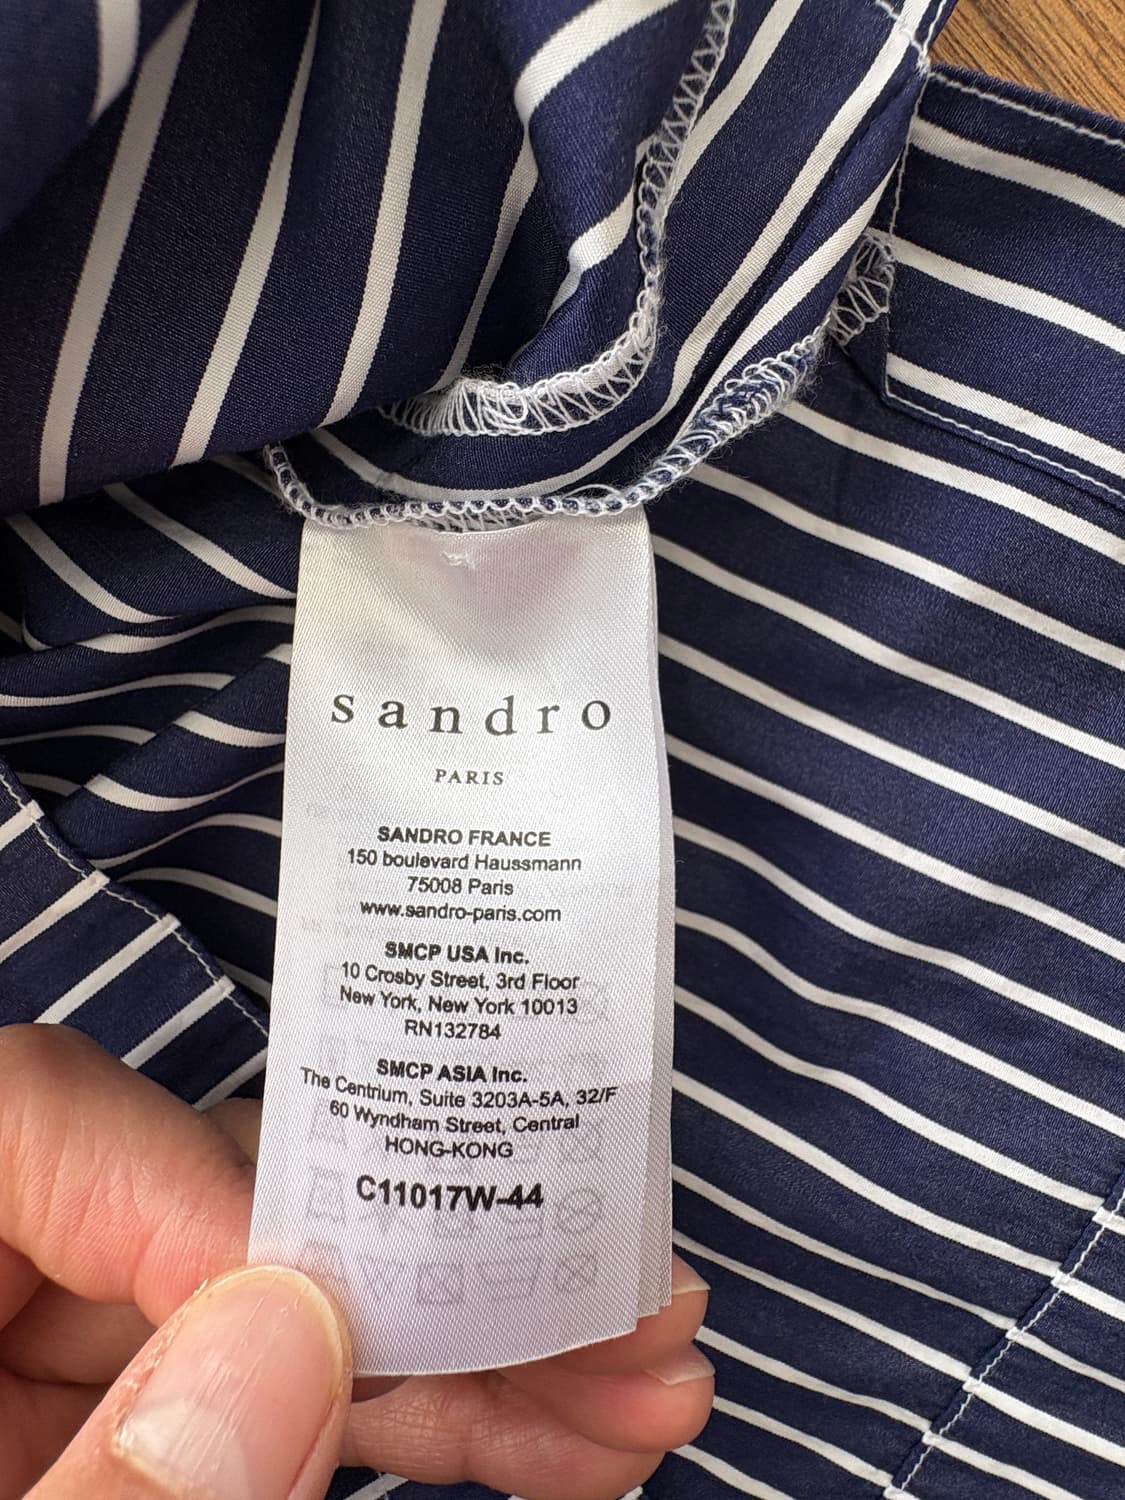 sandro
PARIS
SANDRO FRANCE
150 boulevard Haussmann
75008 Paris
www.sandro-paris.com
SMCP USA Inc.
10 Crosby Street, 3rd Floor
New York, New York 10013
RN132784
SMCP ASIA Inc.
The Centrium, Suite 3203A-5A, 32/F
60 Wyndham Street, Central
HONG-KONG
C11017W-44